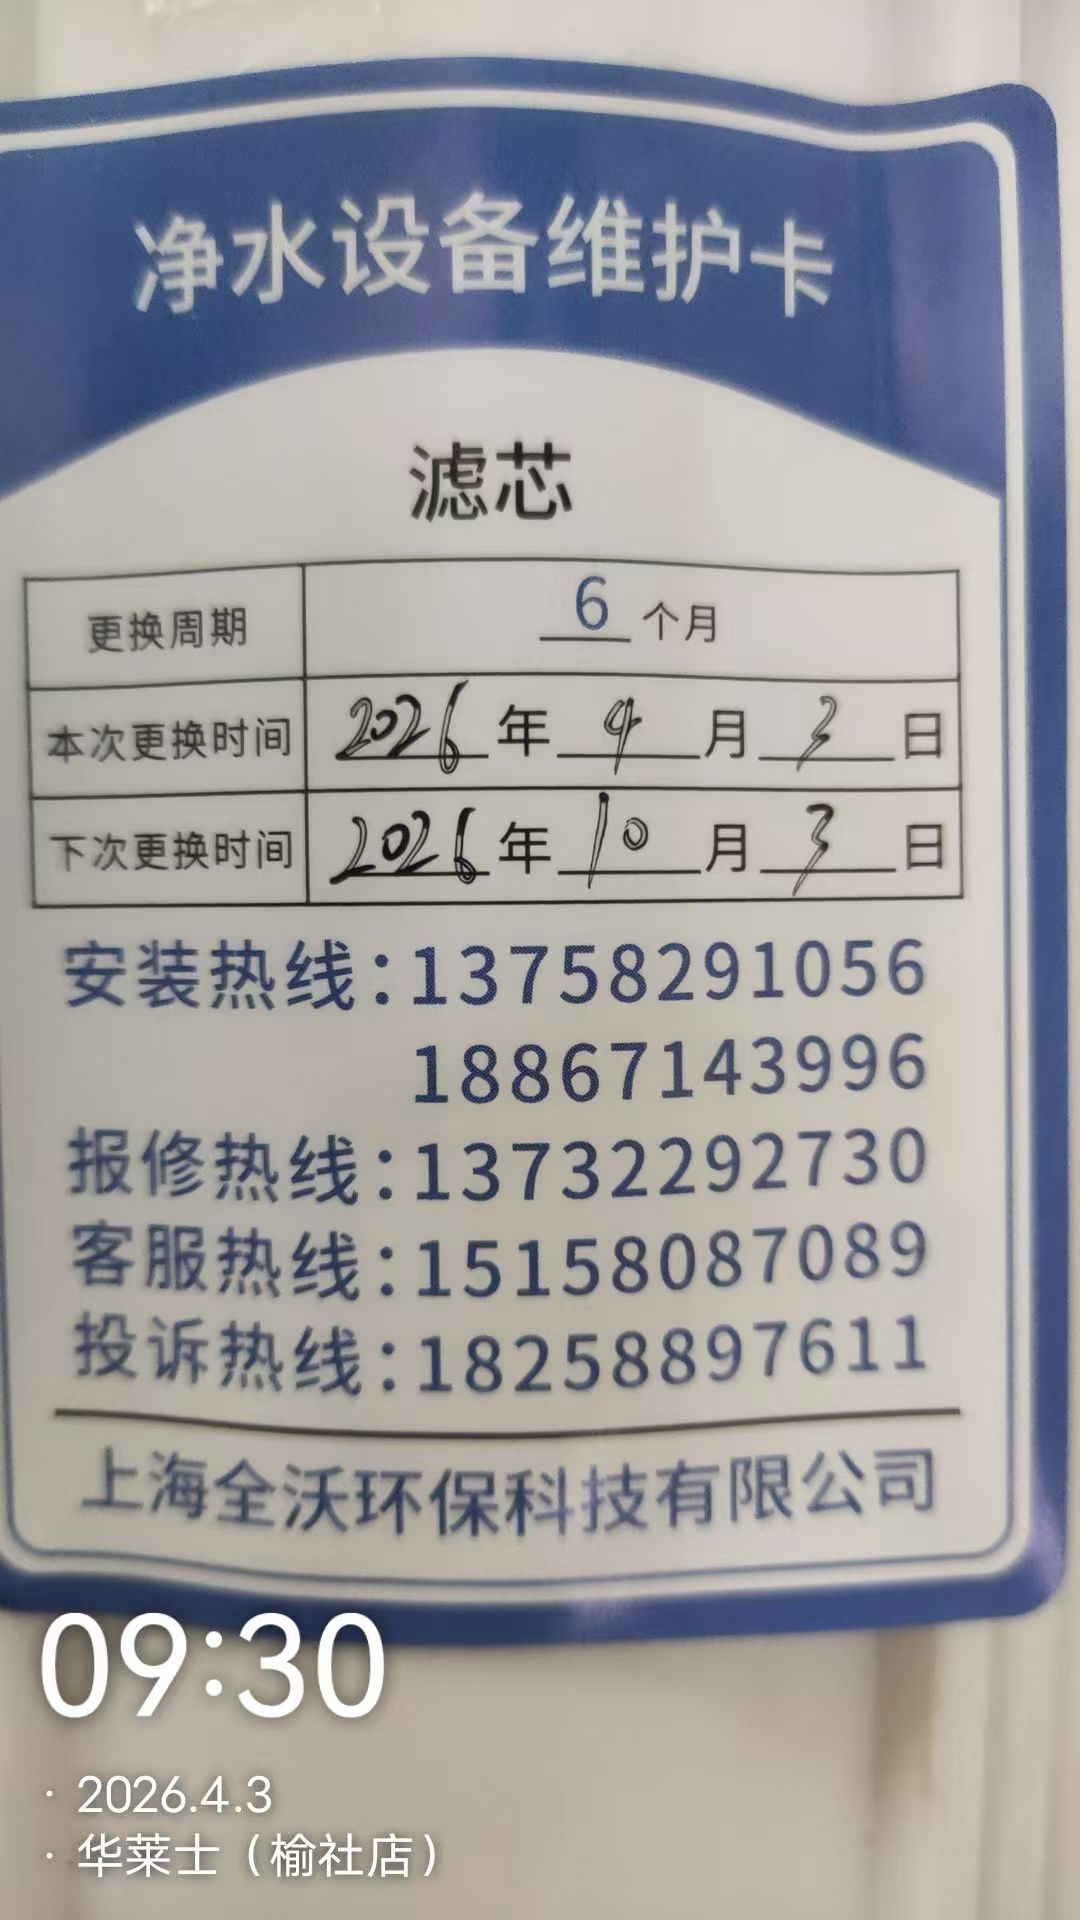 净水设备维护卡
滤芯
更换周期 6 个月
本次更换时间 2026 年 4 月 3 日
下次更换时间 2026 年 10 月 3 日
安装热线：13758291056
18867143996
报修热线：13732292730
客服热线：15158087089
投诉热线：18258897611
上海全沃环保科技有限公司
09:30
· 2026.4.3
· 华莱士（榆社店）